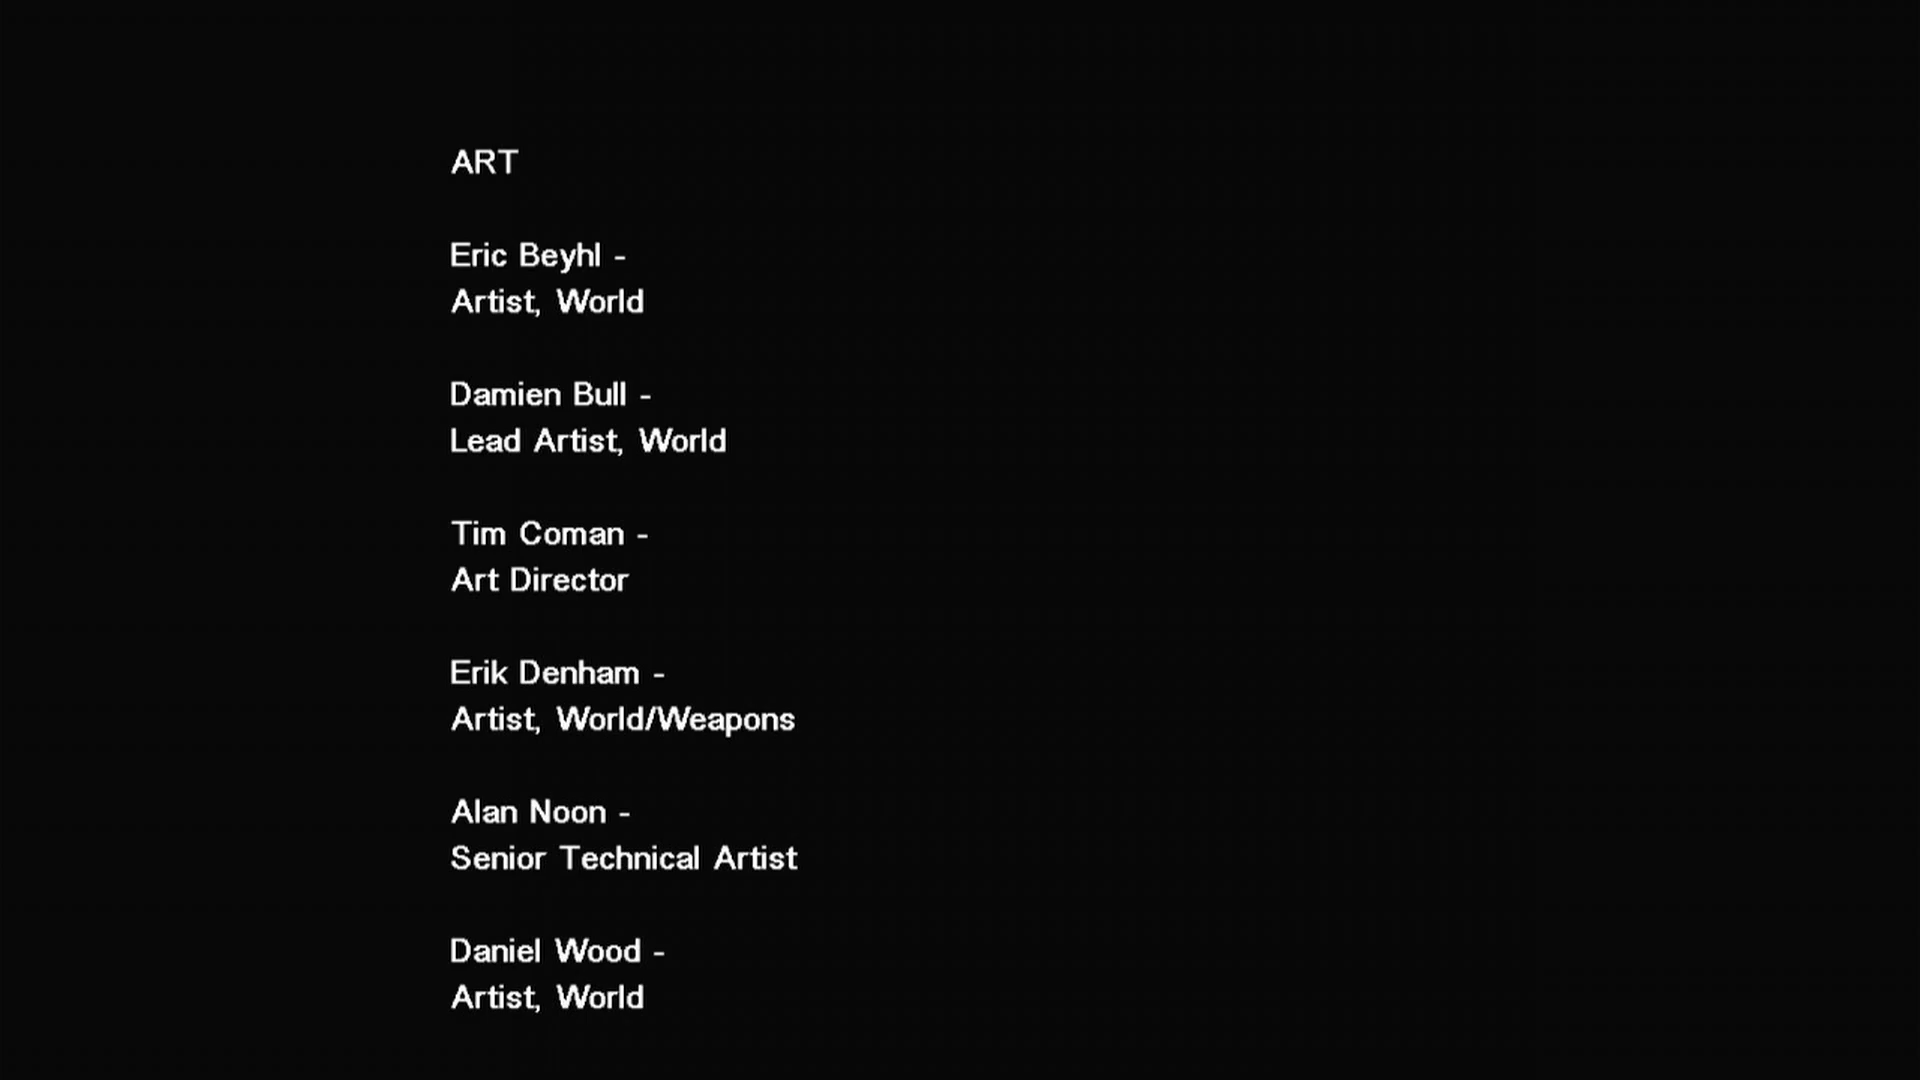 ART
Eric Beyhl -
Artist, World
Damien Bull -
Lead Artist, World
Tim Coman -
Art Director
Erik Denham -
Artist, World/Weapons
Alan Noon -
Senior Technical Artist
Daniel Wood -
Artist, World